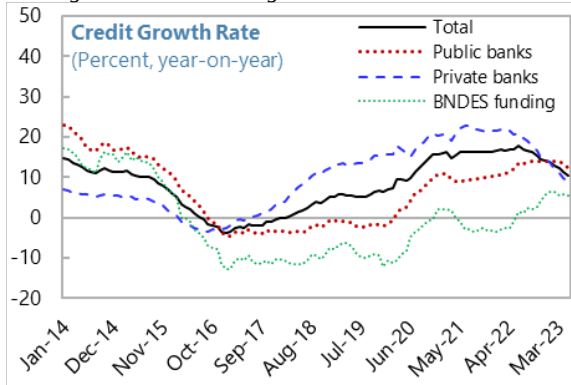 Credit Growth Rate
(Percent, year-on-year)
Total
Public banks
Private banks
BNDES funding
50
40
30
20
10
0
-10
-20
Jan-14
Dec-14
Nov-15
Oct-16
Sep-17
Aug-18
Jul-19
Jun-20
May-21
Apr-22
Mar-23